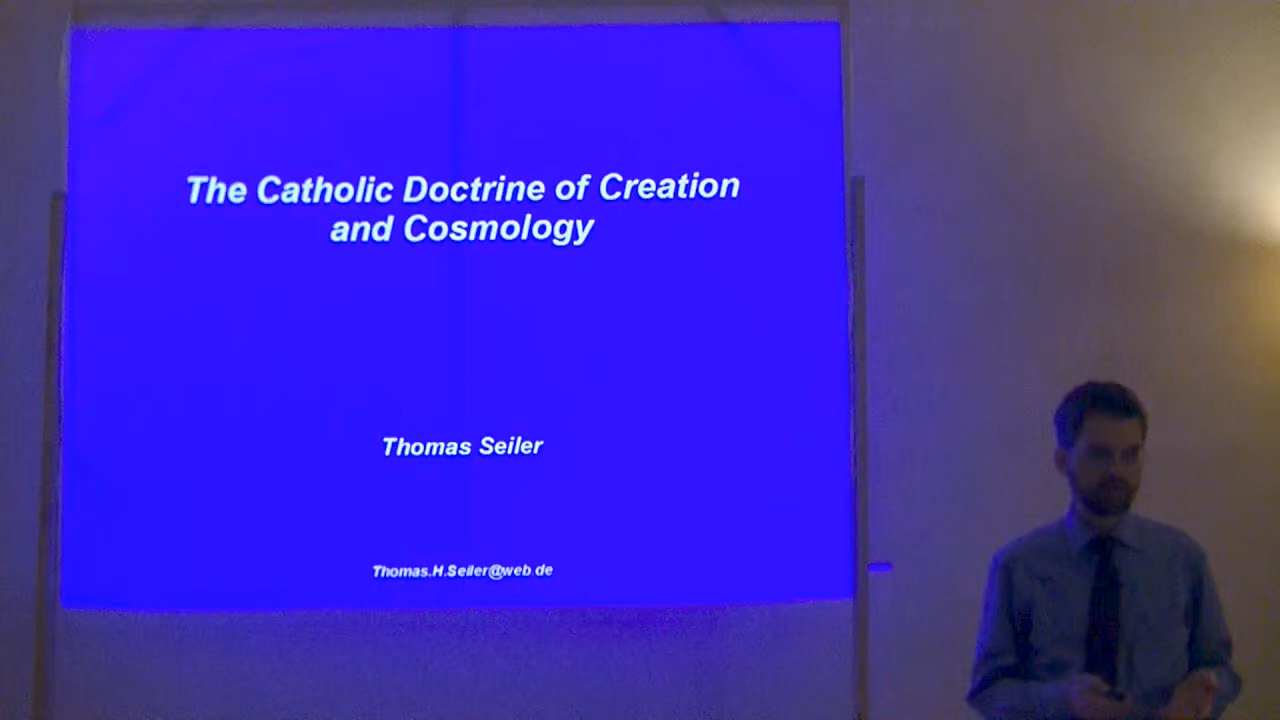 The Catholic Doctrine of Creation
and Cosmology
Thomas Seiler
Thomas.H.Seiler@web.de